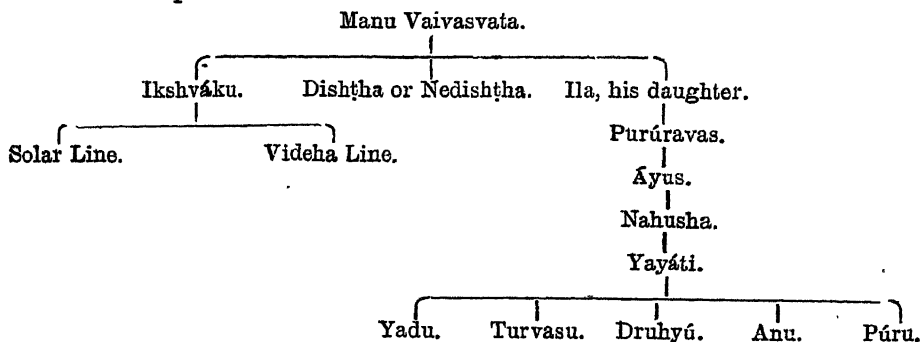 Manu Vaivasvata.
Ikshváku. Dishṭha or Nedishṭha. Ila, his daughter.
Purúravas.
Solar Line. Videha Line.
Áyus.
Nahusha.
Yayáti.
Yadu. Turvasu. Druhyú. Anu. Púru.